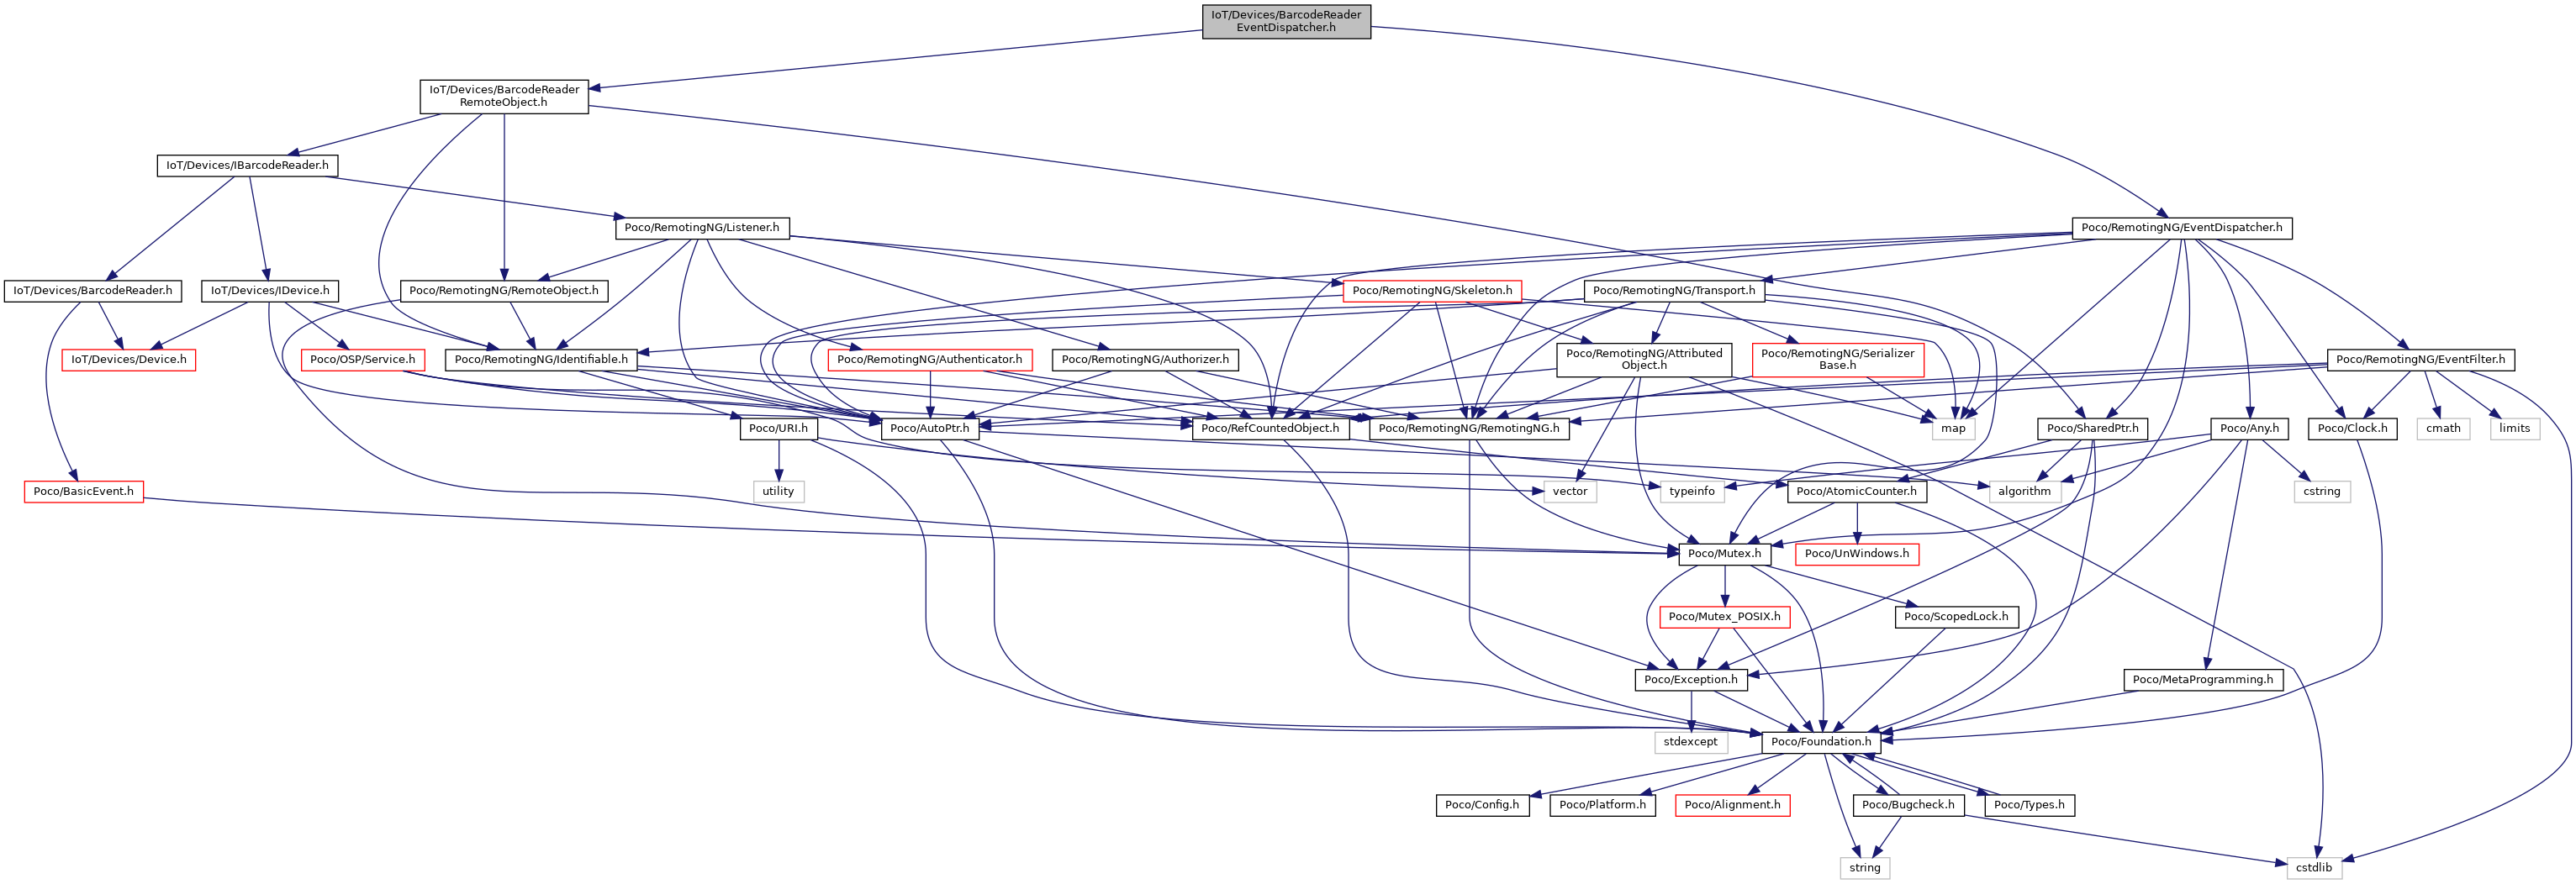 IoT/Devices/BarcodeReader
EventDispatcher.h
IoT/Devices/BarcodeReader
RemoteObject.h
IoT/Devices/IBarcodeReader.h
Poco/RemotingNG/Listener.h
Poco/RemotingNG/EventDispatcher.h
IoT/Devices/BarcodeReader.h
IoT/Devices/IDevice.h
Poco/RemotingNG/RemoteObject.h
Poco/RemotingNG/Skeleton.h
Poco/RemotingNG/Transport.h
IoT/Devices/Device.h
Poco/OSP/Service.h
Poco/RemotingNG/Identifiable.h
Poco/RemotingNG/Authenticator.h
Poco/RemotingNG/Authorizer.h
Poco/RemotingNG/Attributed
Object.h
Poco/RemotingNG/Serializer
Base.h
Poco/RemotingNG/EventFilter.h
Poco/URI.h
Poco/AutoPtr.h
Poco/RefCountedObject.h
Poco/RemotingNG/RemotingNG.h
map
Poco/SharedPtr.h
Poco/Any.h
Poco/Clock.h
cmath
limits
Poco/BasicEvent.h
utility
vector
typeinfo
Poco/AtomicCounter.h
algorithm
cstring
Poco/Mutex.h
Poco/UnWindows.h
Poco/Mutex_POSIX.h
Poco/ScopedLock.h
Poco/Exception.h
Poco/MetaProgramming.h
stdexcept
Poco/Foundation.h
Poco/Config.h
Poco/Platform.h
Poco/Alignment.h
Poco/Bugcheck.h
Poco/Types.h
string
cstdlib